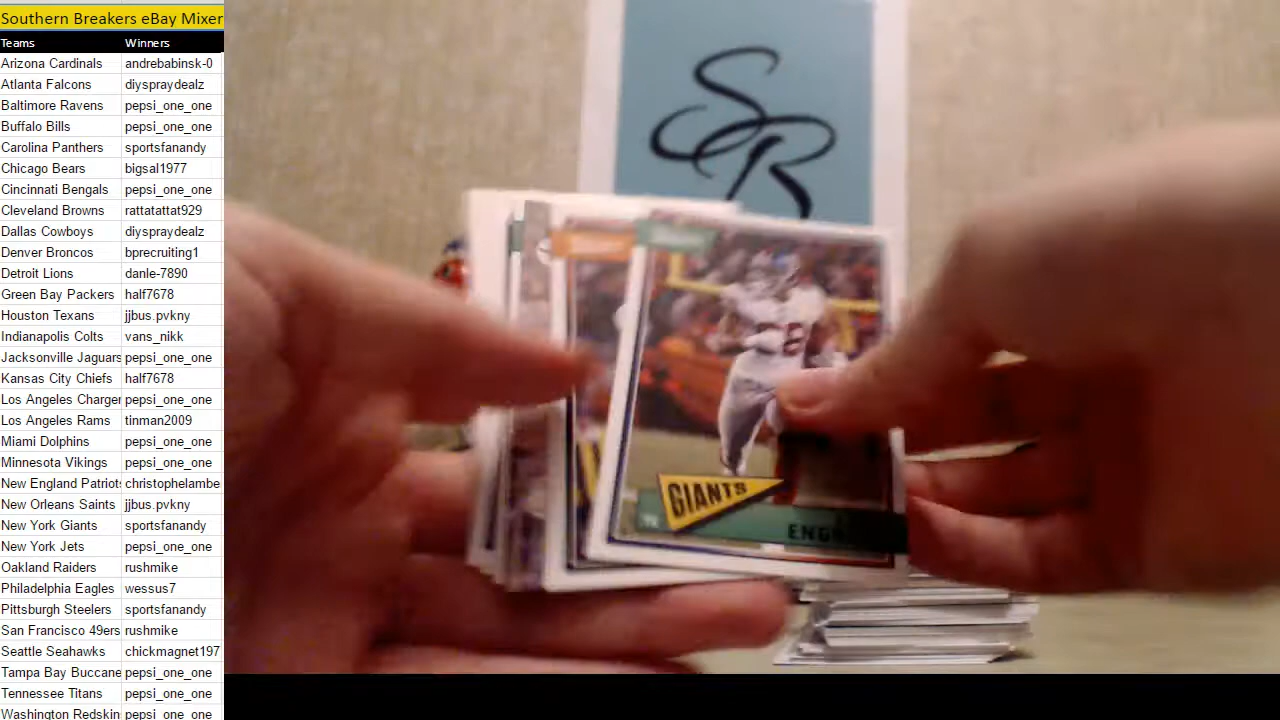 Southern Breakers eBay Mixer
Teams Winners
Arizona Cardinals andrebabinsk-0
Atlanta Falcons diyspraydealz
Baltimore Ravens pepsi_one_one
Buffalo Bills pepsi_one_one
Carolina Panthers sportsfanandy
Chicago Bears bigsal1977
Cincinnati Bengals pepsi_one_one
Cleveland Browns rattatattat929
Dallas Cowboys diyspraydealz
Denver Broncos bprecruiting1
Detroit Lions danle-7890
Green Bay Packers half7678
Houston Texans jjbus.pvkny
Indianapolis Colts vans_nikk
Jacksonville Jaguars pepsi_one_one
Kansas City Chiefs half7678
Los Angeles Charger pepsi_one_one
Los Angeles Rams tinman2009
Miami Dolphins pepsi_one_one
Minnesota Vikings pepsi_one_one
New England Patriots christophelambe
New Orleans Saints jjbus.pvkny
New York Giants sportsfanandy
New York Jets pepsi_one_one
Oakland Raiders rushmike
Philadelphia Eagles wessus7
Pittsburgh Steelers sportsfanandy
San Francisco 49ers rushmike
Seattle Seahawks chickmagnet197
Tampa Bay Buccane pepsi_one_one
Tennessee Titans pepsi_one_one
Washington Redskin pepsi_one_one
SR
GIANTS